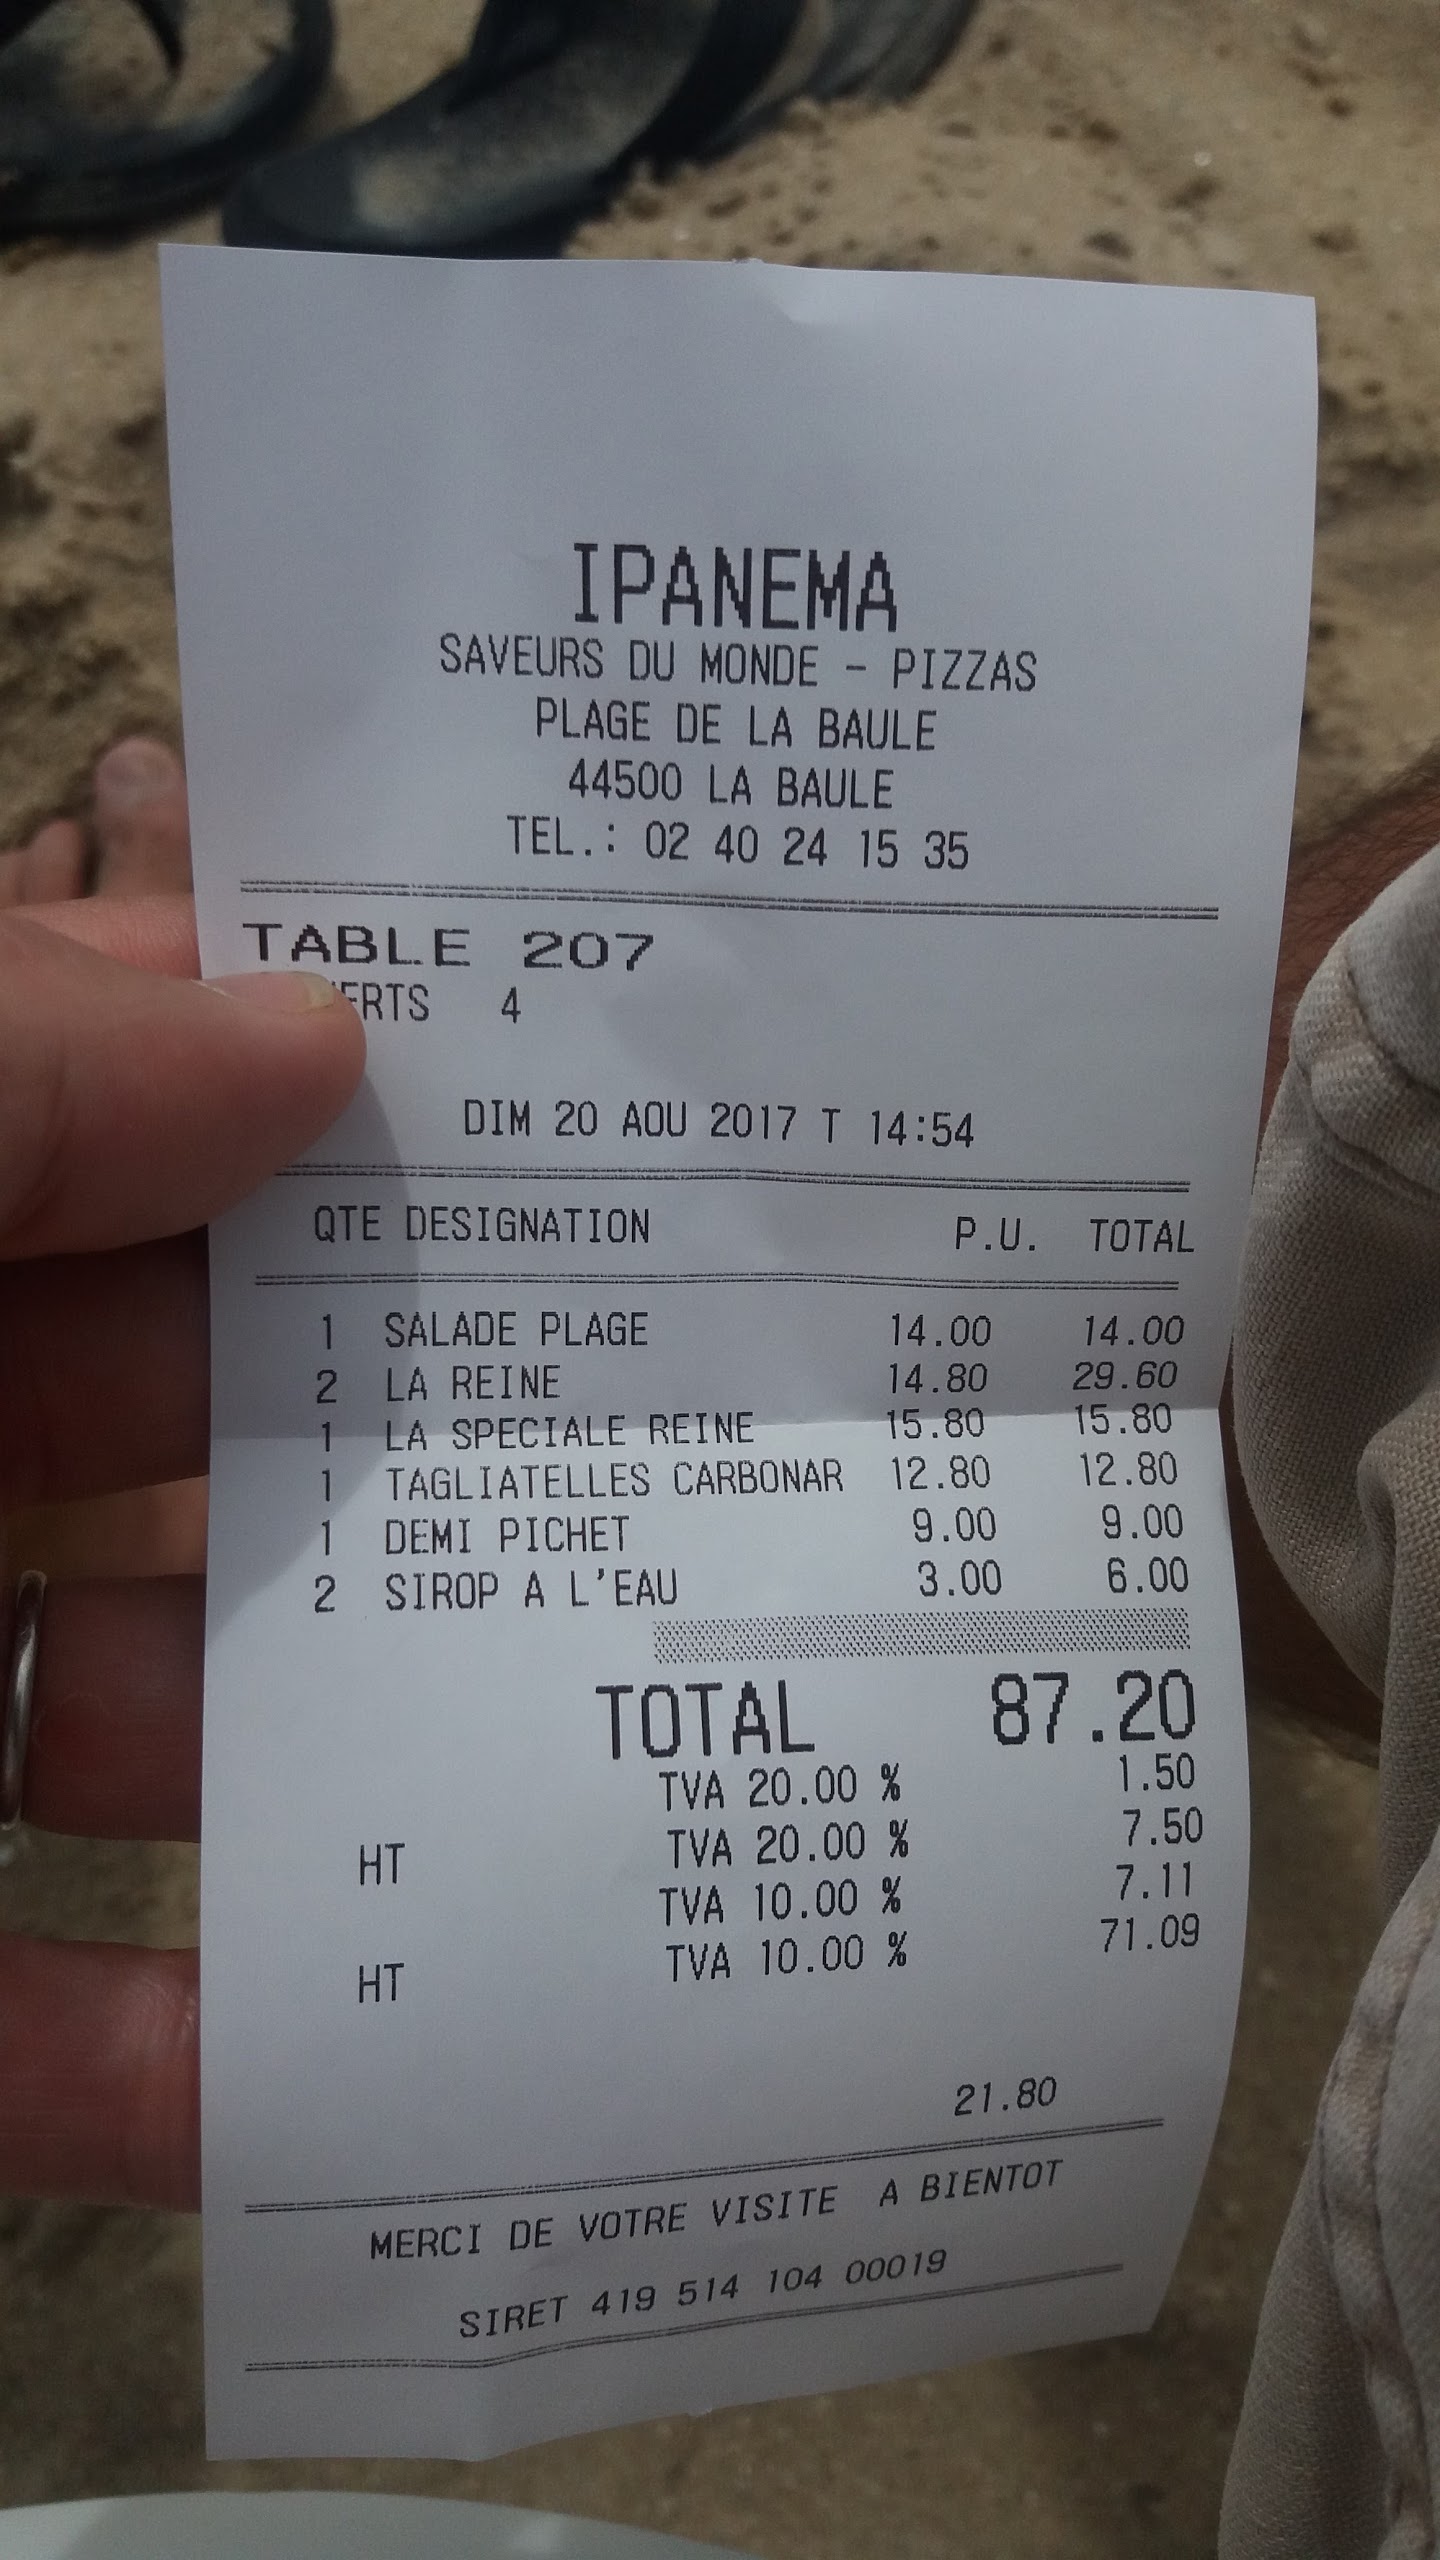 IPANEMA
SAVEURS DU MONDE - PIZZAS
PLAGE DE LA BAULE
44500 LA BAULE
TEL.: 02 40 24 15 35
TABLE 207
4
DIM 20 AOU 2017 T 14:54
QTE DESIGNATION P.U. TOTAL
1 SALADE PLAGE 14.00 14.00
2 LA REINE 14.80 29.60
1 LA SPECIALE REINE 15.80 15.80
1 TAGLIATELLES CARBONAR 12.80 12.80
1 DEMI PICHET 9.00 9.00
2 SIROP A L'EAU 3.00 6.00
TOTAL 87.20
TVA 20.00 % 1.50
HT TVA 20.00 % 7.50
TVA 10.00 % 7.11
HT TVA 10.00 % 71.09
21.80
MERCI DE VOTRE VISITE A BIENTOT
SIRET 419 514 104 00019